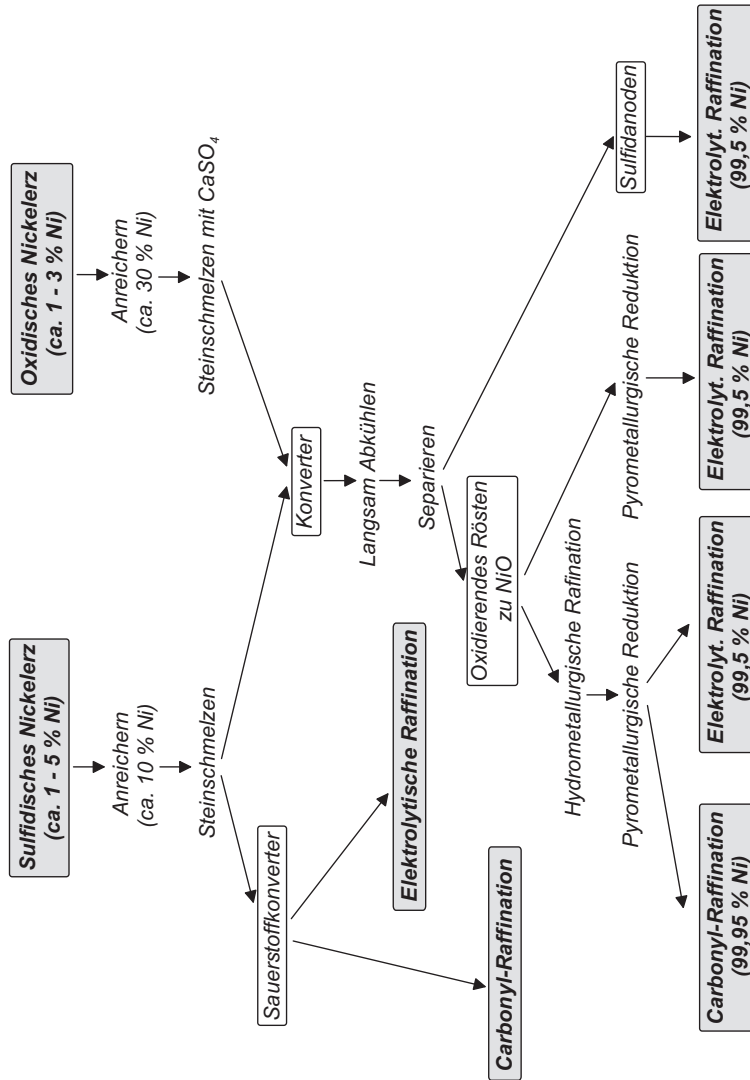 Sulfidisches Nickelerz
(ca. 1 - 5 % Ni)
Oxidisches Nickelerz
(ca. 1 - 3 % Ni)
Anreichern
(ca. 10 % Ni)
Anreichern
(ca. 30 % Ni)
Steinschmelzen
Steinschmelzen mit CaSO₄
Sauerstoffkonverter
Konverter
Langsam Abkühlen
Elektrolytische Raffination
Separieren
Carbonyl-Raffination
Oxidierendes Rösten
zu NiO
Hydrometallurgische Rafination
Pyrometallurgische Reduktion
Pyrometallurgische Reduktion
Sulfidanoden
Carbonyl-Raffination
(99,95 % Ni)
Elektrolyt. Raffination
(99,5 % Ni)
Elektrolyt. Raffination
(99,5 % Ni)
Elektrolyt. Raffination
(99,5 % Ni)